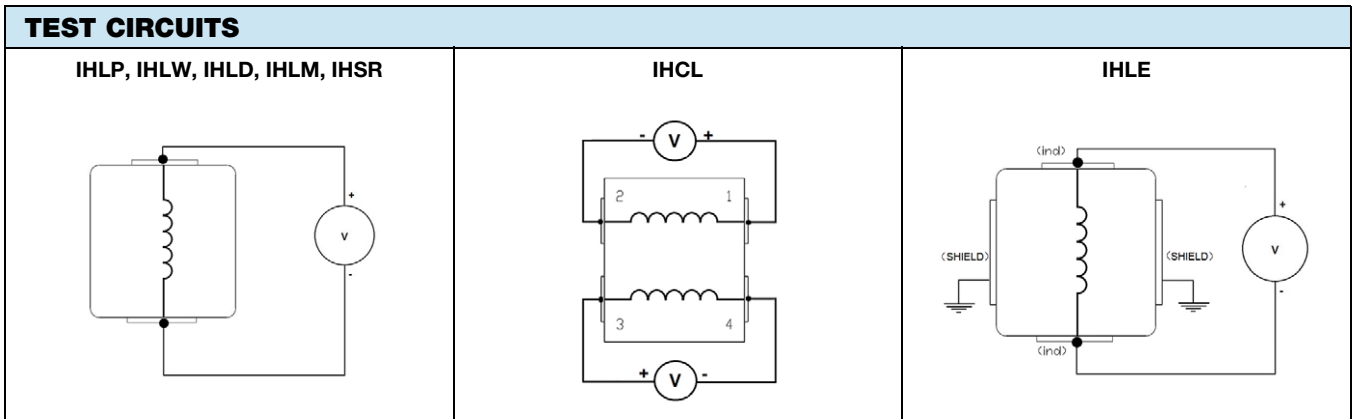 TEST CIRCUITS
IHLP, IHLW, IHLD, IHLM, IHSR
+
V
-
IHCL
- V +
2 1
3 4
+ V -
IHLE
(ind)
+
(SHIELD) (SHIELD) V
-
(ind)